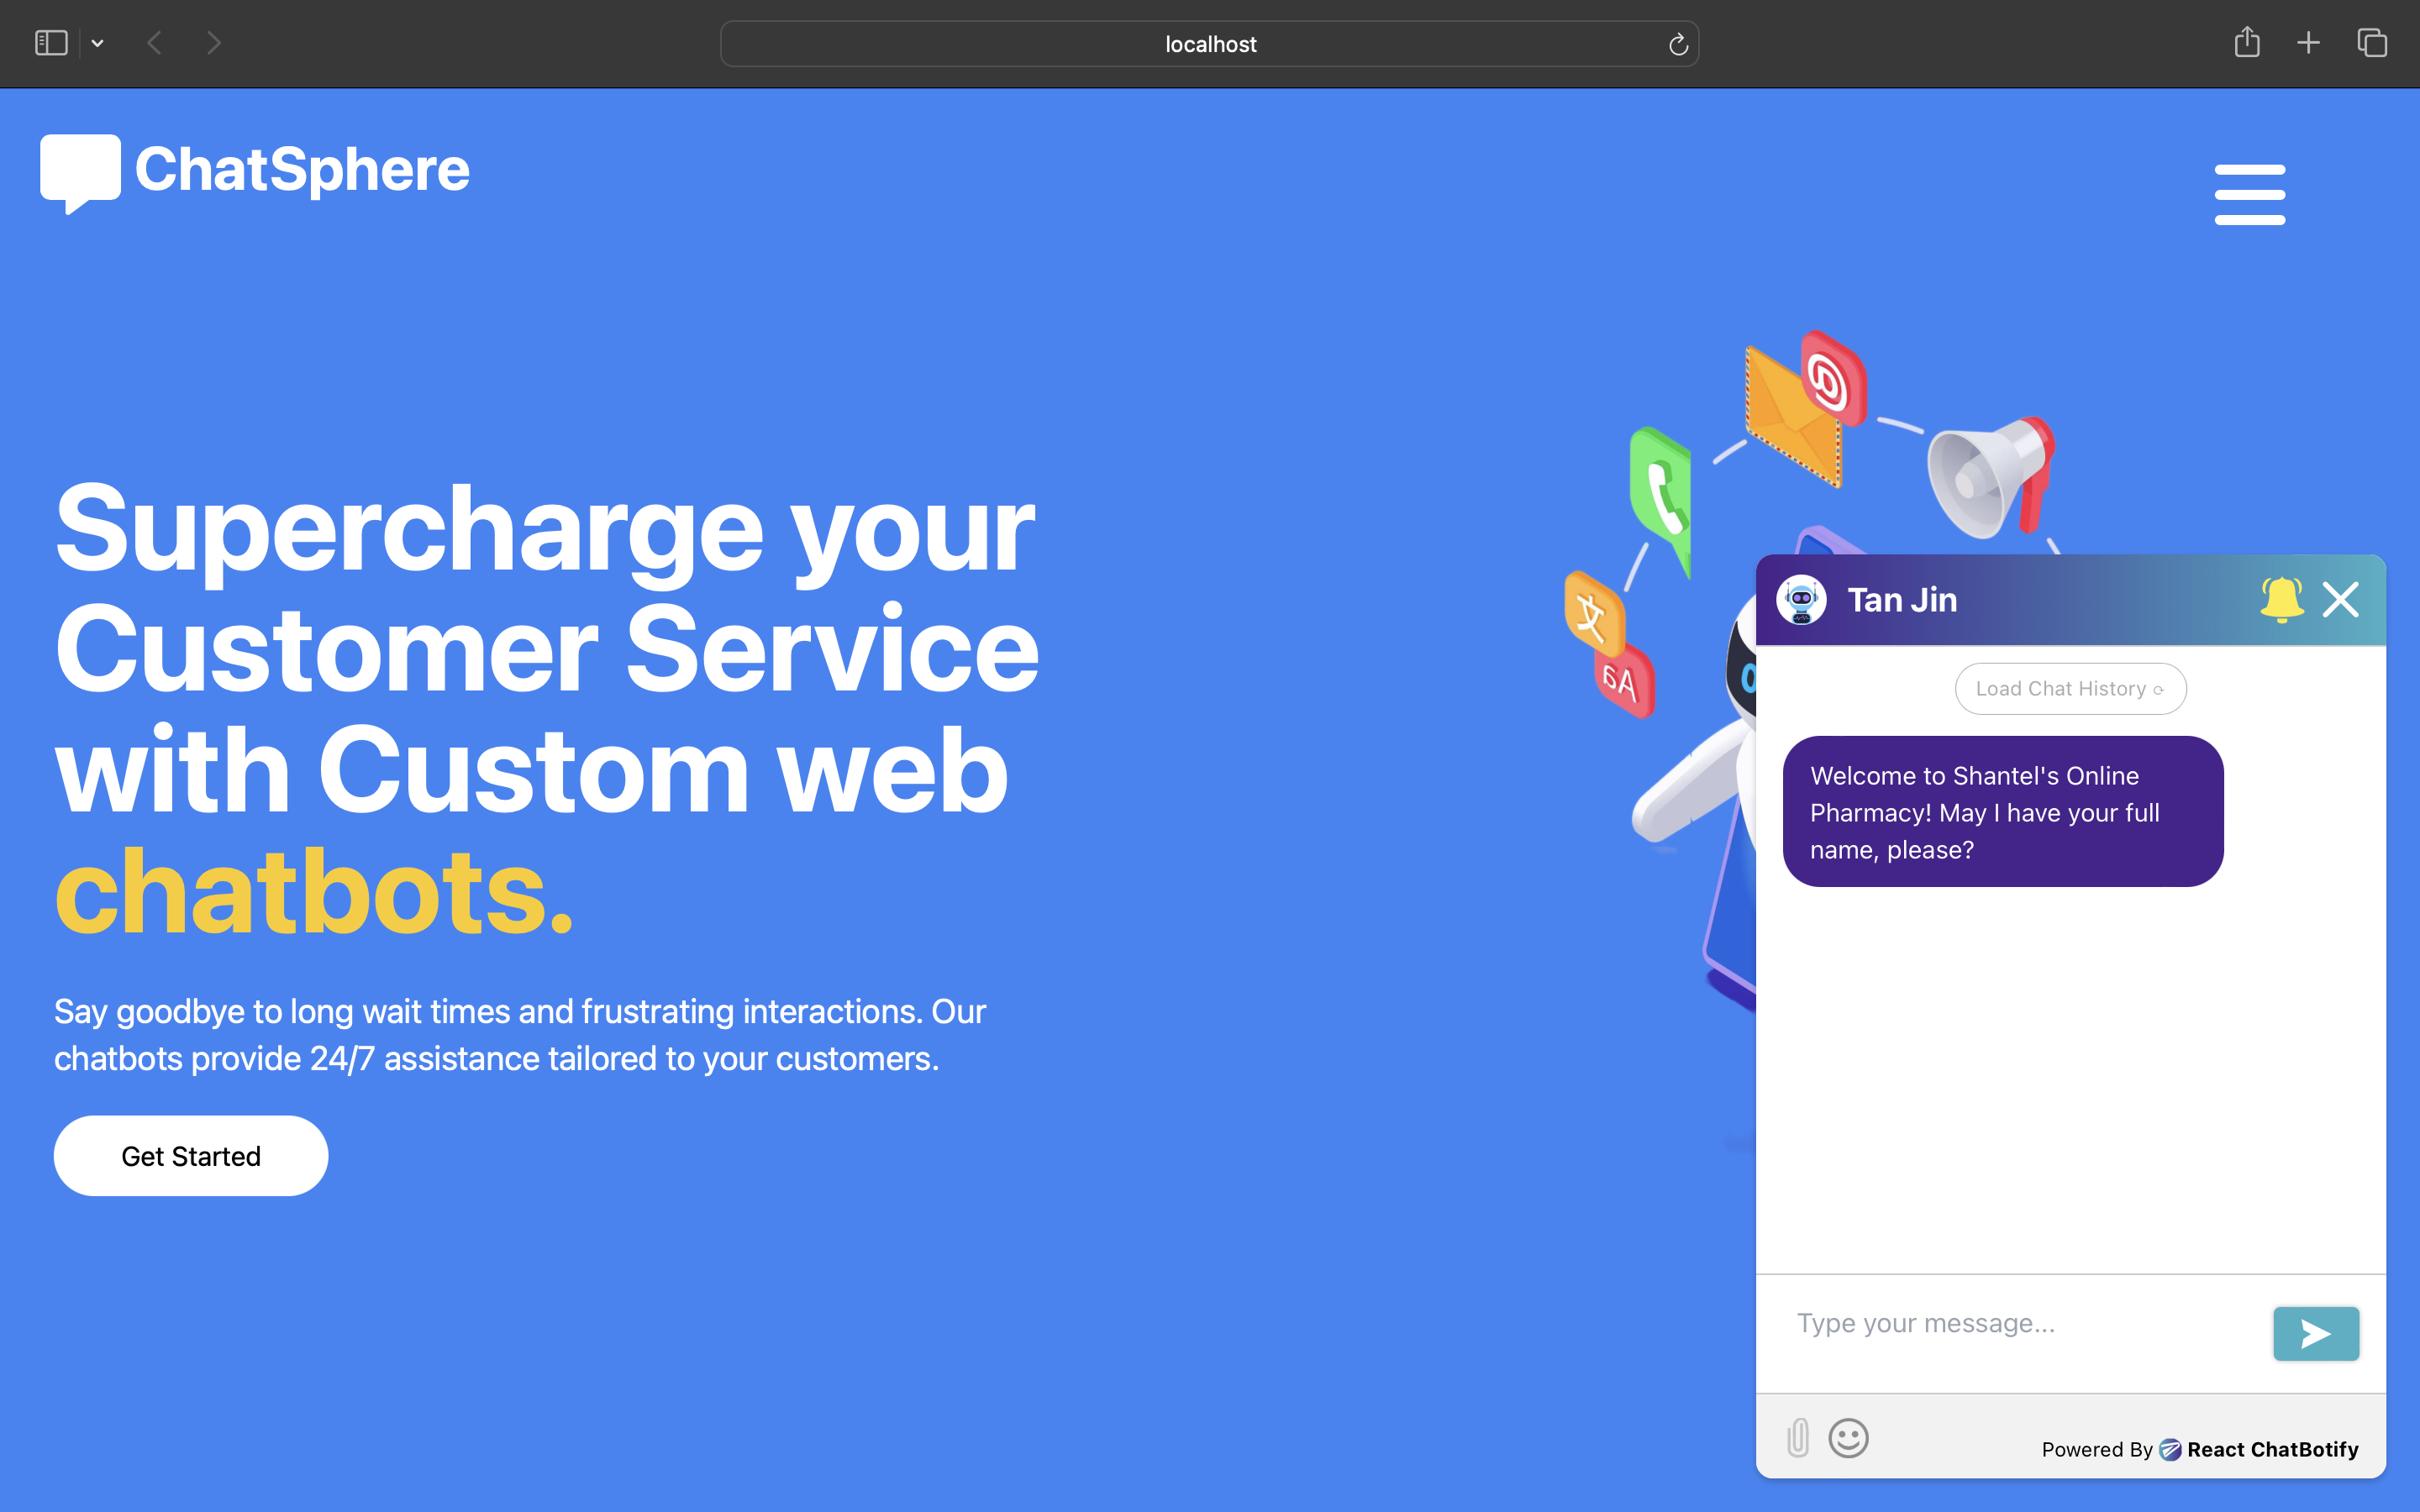 localhost
ChatSphere
Supercharge your
Customer Service
with Custom web
chatbots.
Say goodbye to long wait times and frustrating interactions. Our
chatbots provide 24/7 assistance tailored to your customers.
Get Started
文
A
Tan Jin
Load Chat History ⟳
Welcome to Shantel's Online
Pharmacy! May I have your full
name, please?
Type your message...
Powered By React ChatBotify